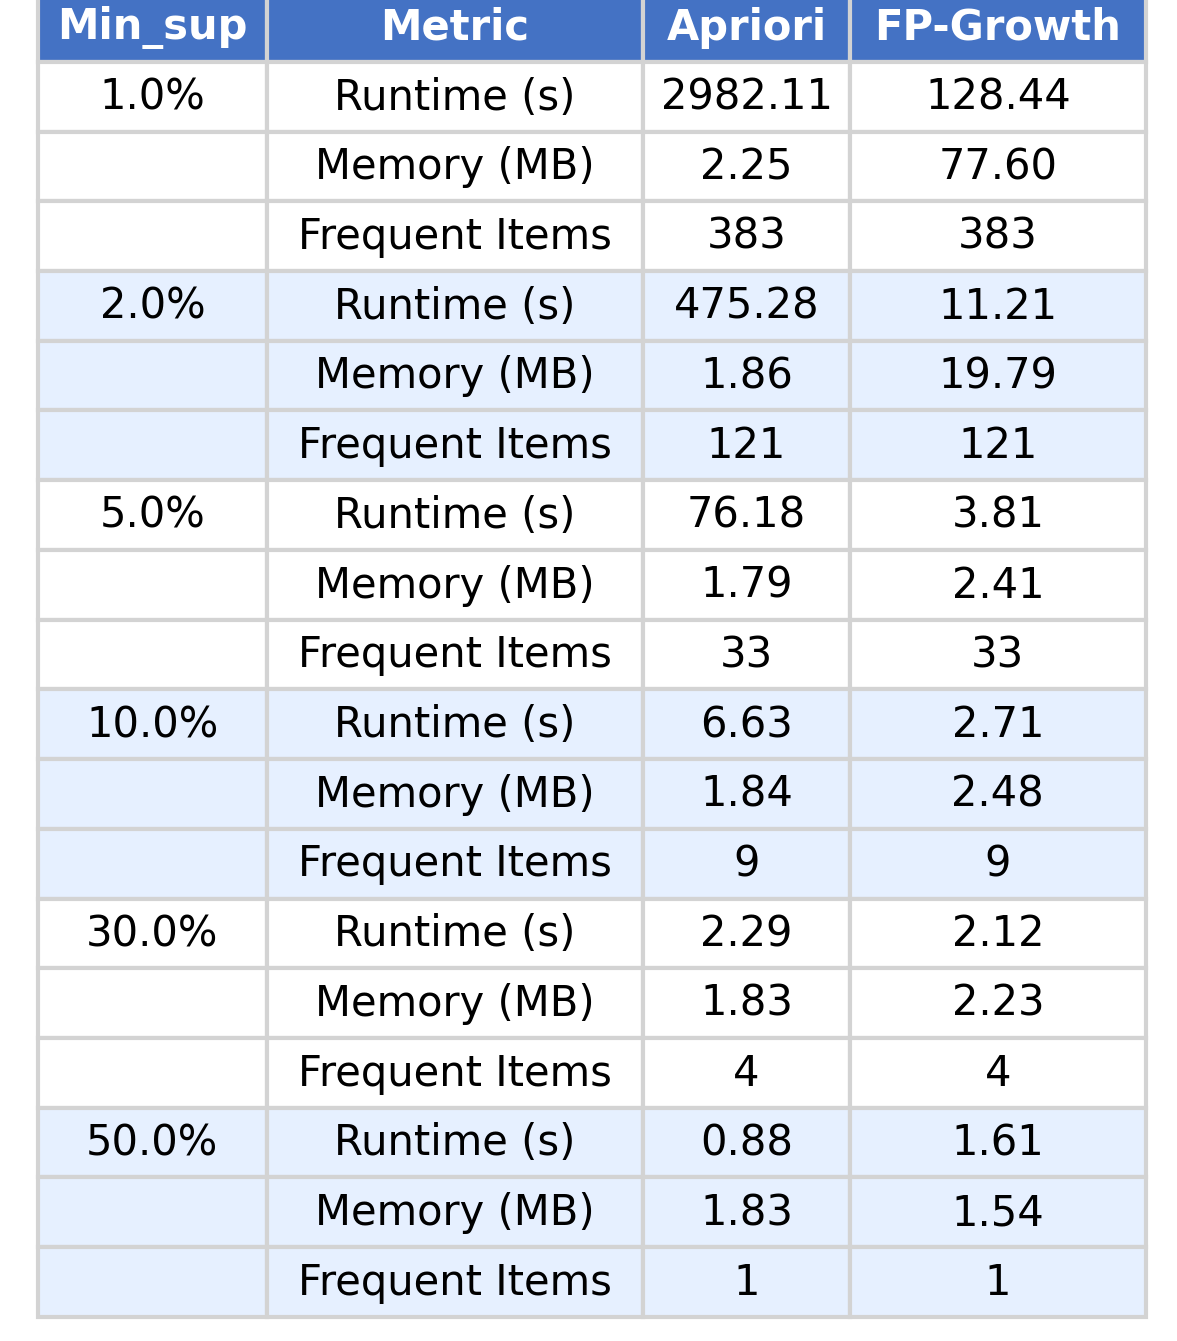 Min_sup Metric Apriori FP-Growth
1.0% Runtime (s) 2982.11 128.44
Memory (MB) 2.25 77.60
Frequent Items 383 383
2.0% Runtime (s) 475.28 11.21
Memory (MB) 1.86 19.79
Frequent Items 121 121
5.0% Runtime (s) 76.18 3.81
Memory (MB) 1.79 2.41
Frequent Items 33 33
10.0% Runtime (s) 6.63 2.71
Memory (MB) 1.84 2.48
Frequent Items 9 9
30.0% Runtime (s) 2.29 2.12
Memory (MB) 1.83 2.23
Frequent Items 4 4
50.0% Runtime (s) 0.88 1.61
Memory (MB) 1.83 1.54
Frequent Items 1 1